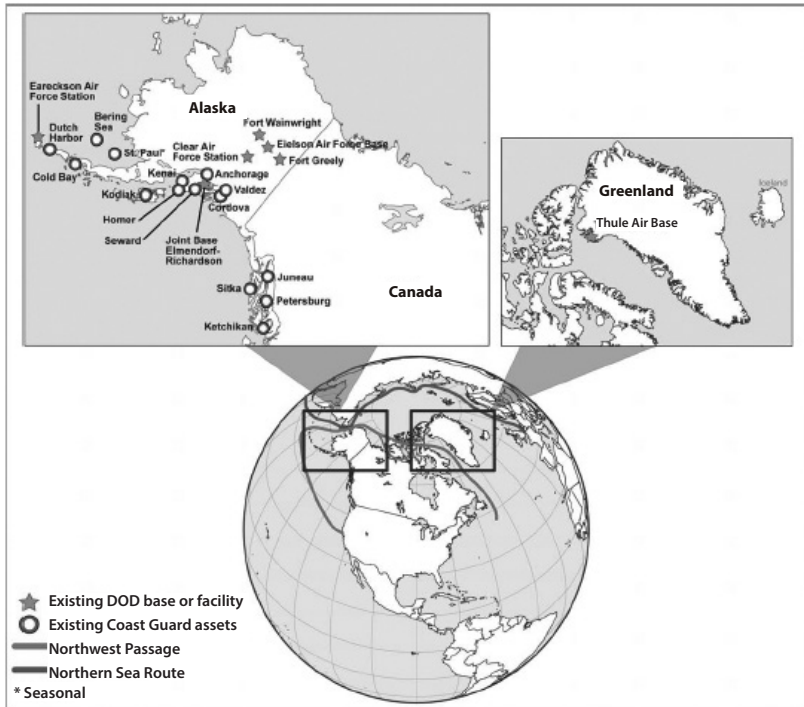 Eareckson Air
Force Station
Bering
Sea
Dutch
Harbor
St. Paul*
Cold Bay*
Alaska
Fort Wainwright
Eielson Air Force Base
Clear Air
Force Station
Fort Greely
Kenai
Anchorage
Kodiak
Valdez
Cordova
Homer
Seward
Joint Base
Elmendorf-
Richardson
Juneau
Sitka
Petersburg
Ketchikan
Canada
Greenland
Iceland
Thule Air Base
Existing DOD base or facility
Existing Coast Guard assets
Northwest Passage
Northern Sea Route
* Seasonal